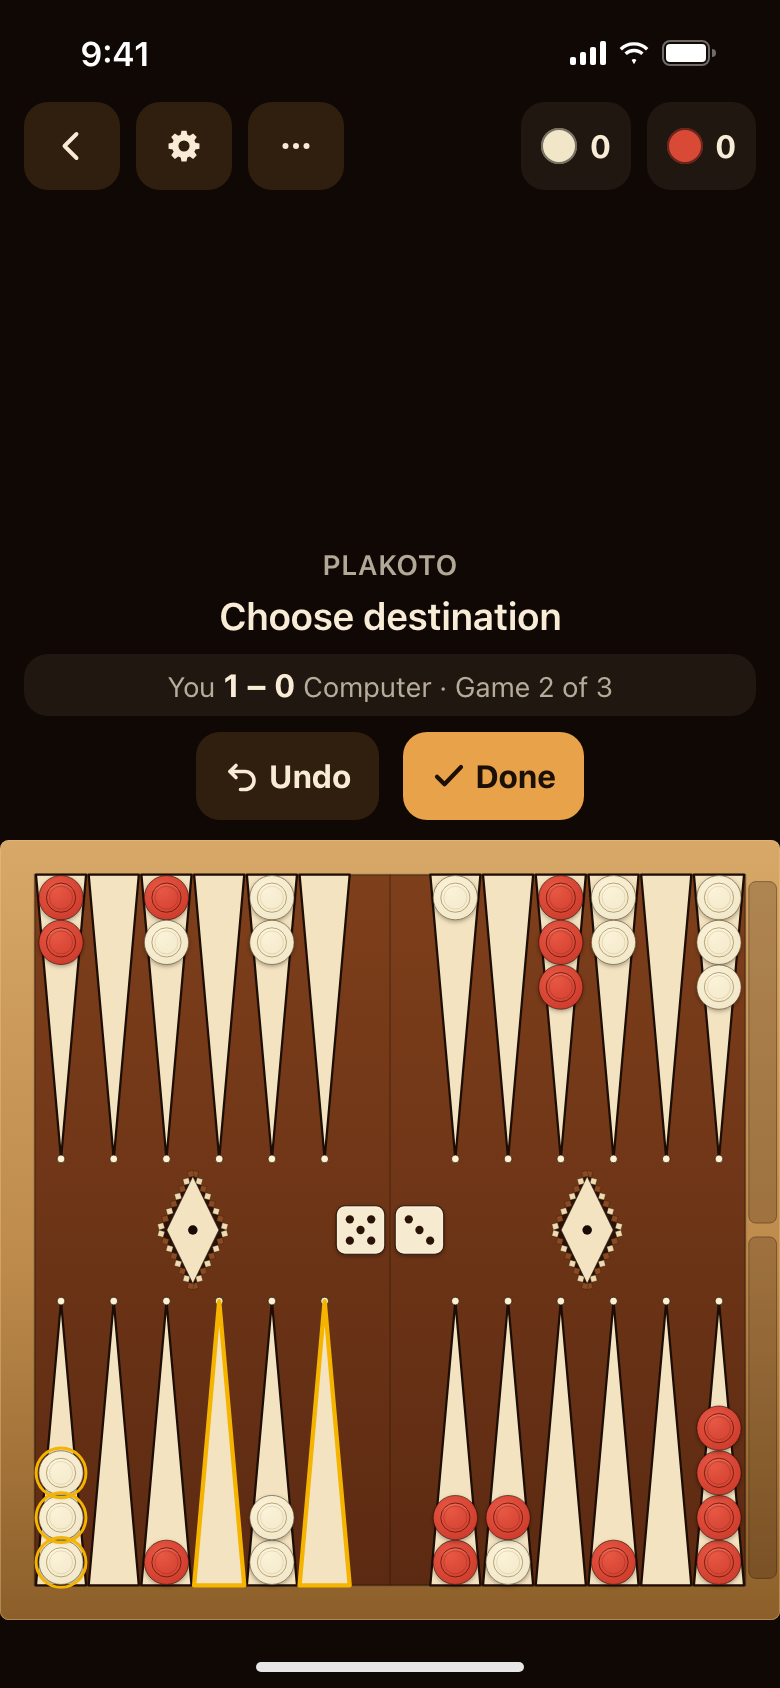 9:41
0
0
PLAKOTO
Choose destination
You 1 – 0 Computer · Game 2 of 3
Undo
Done